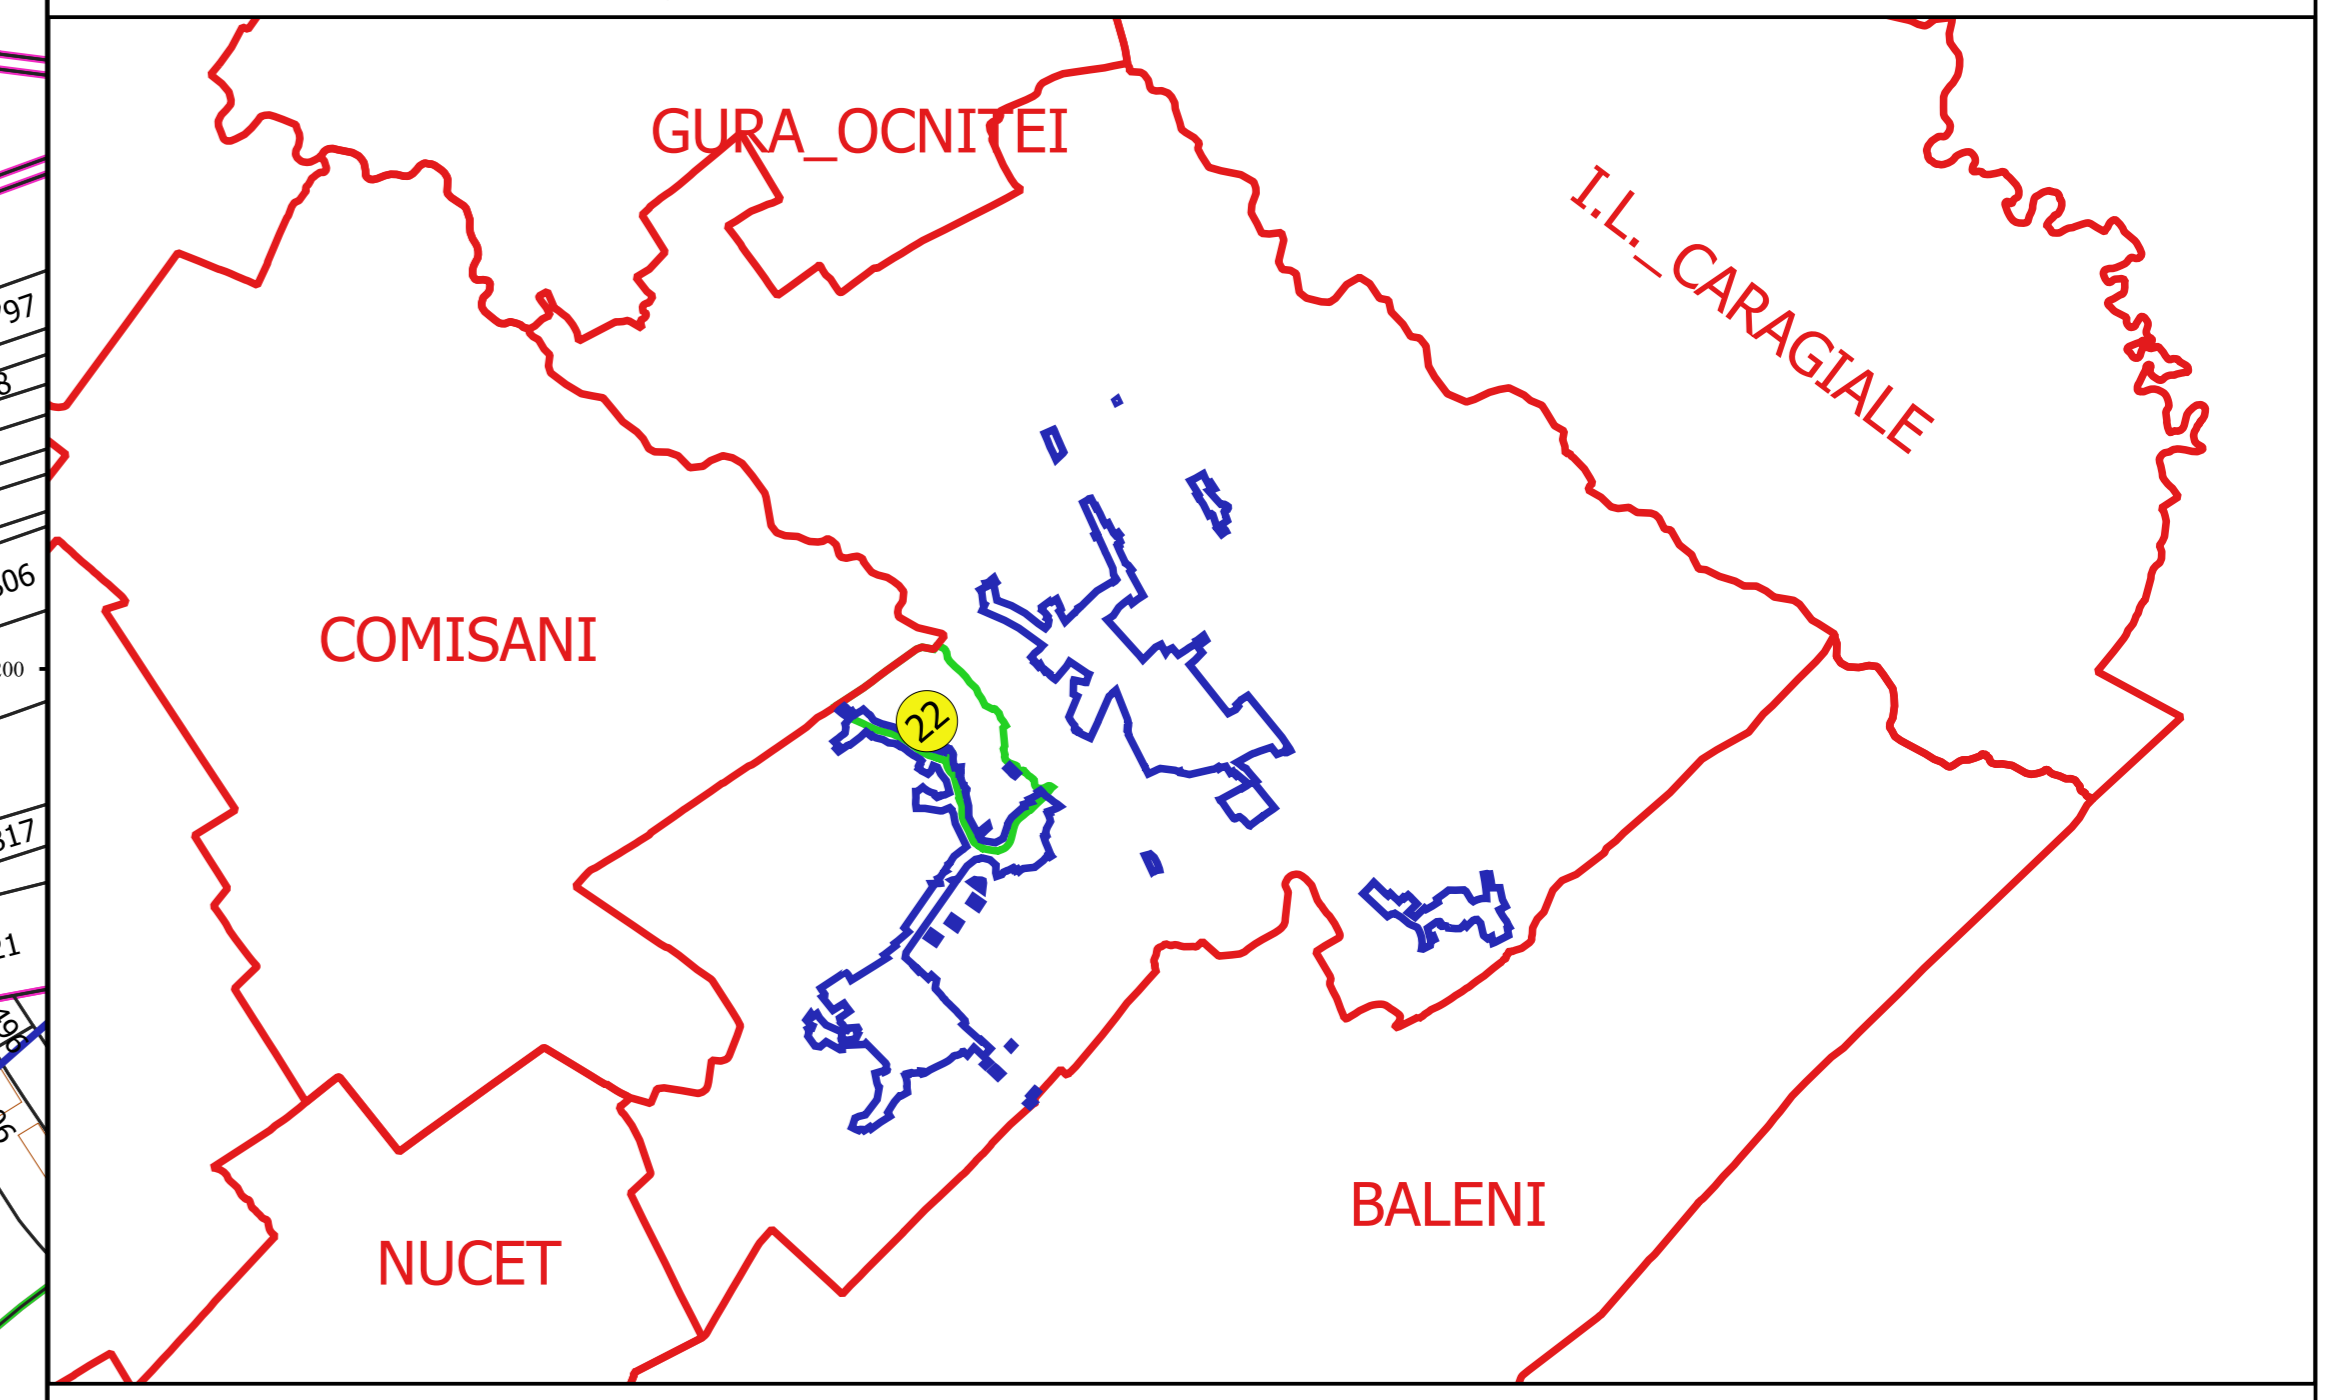 GURA_OCNITEI
I.L._CARAGIALE
COMISANI
22
BALENI
NUCET